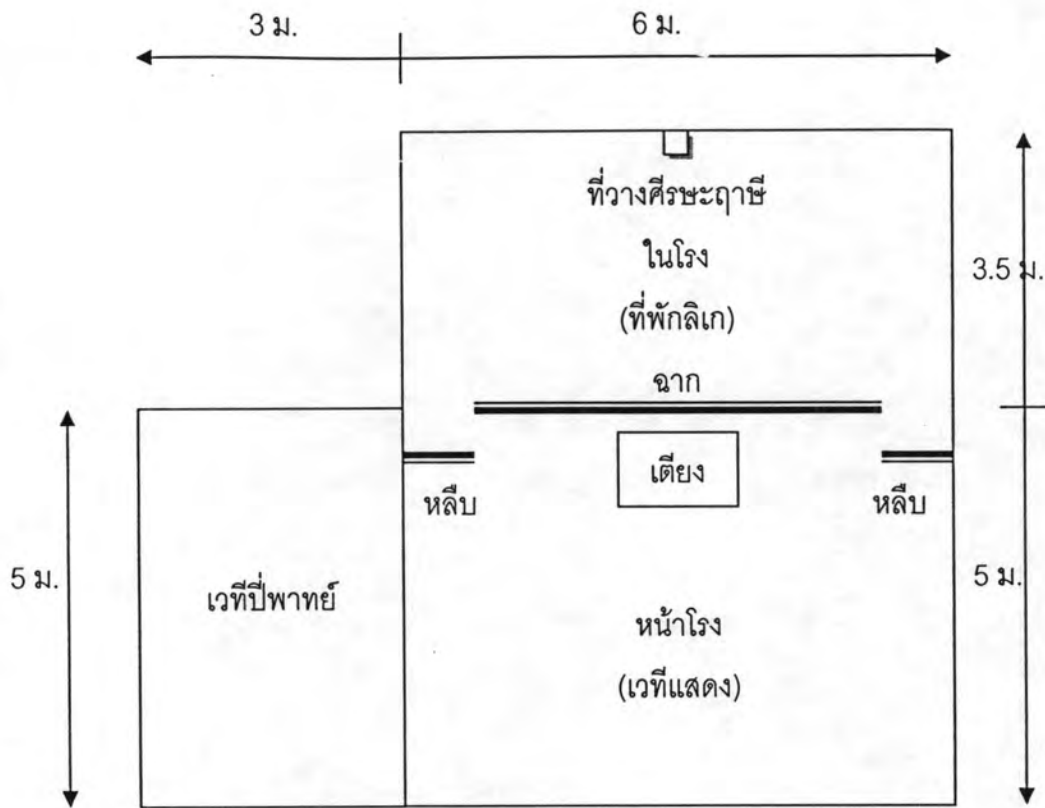 3 ม.
6 ม.
ที่วางศีรษะฤาษี
ในโรง
(ที่พักลิเก)
ฉาก
3.5 ม.
เตียง
หลืบ
หลืบ
5 ม.
เวทีปี่พาทย์
5 ม.
หน้าโรง
(เวทีแสดง)